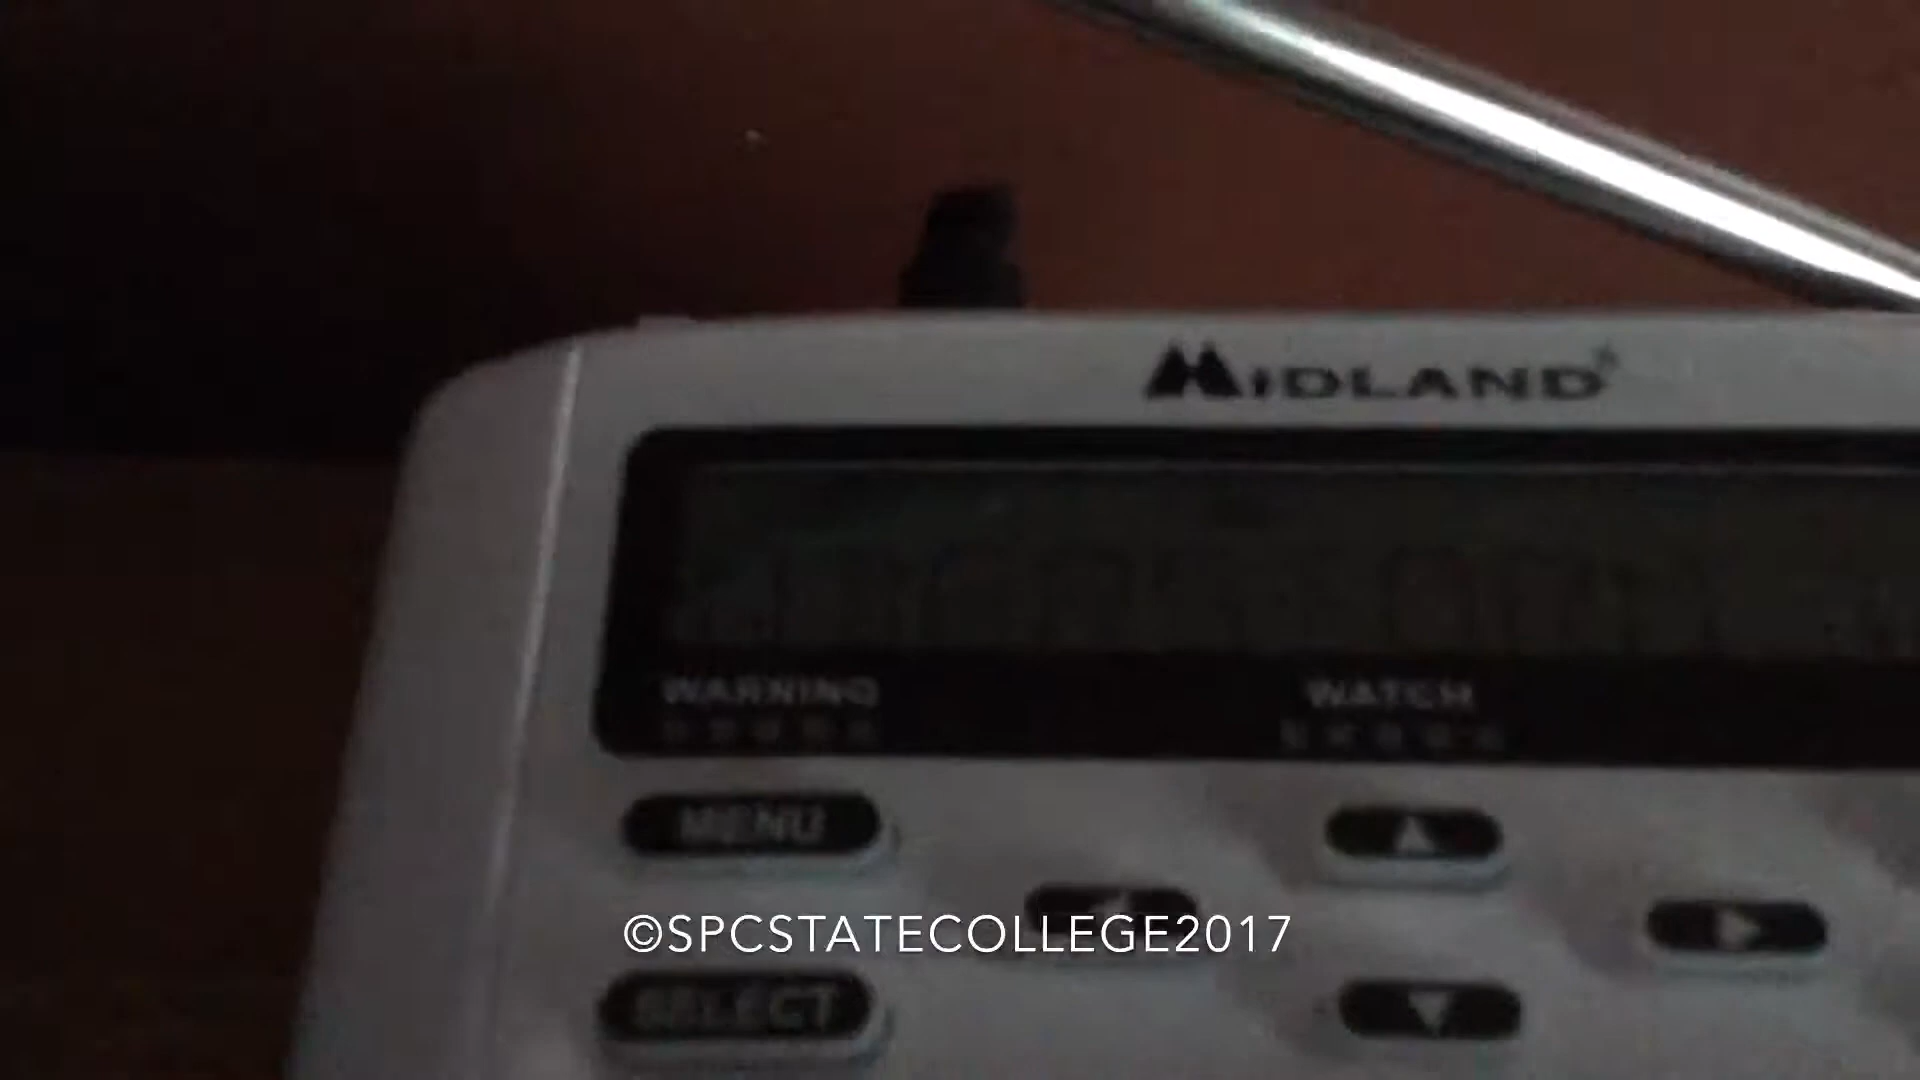 MIDLAND
WARNING
WATCH
MENU
©SPCSTATECOLLEGE2017
SELECT